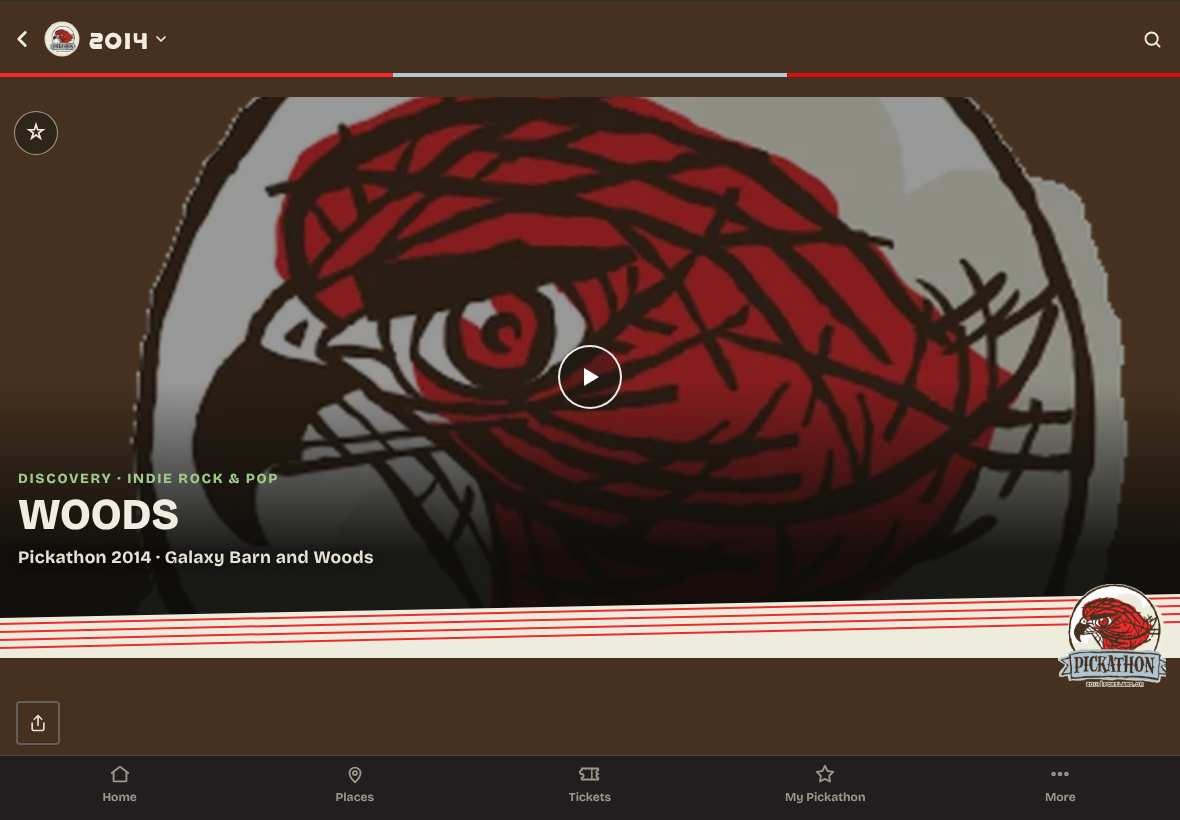 2014
DISCOVERY · INDIE ROCK & POP
WOODS
Pickathon 2014 · Galaxy Barn and Woods
PICKATHON
Home
Places
Tickets
My Pickathon
More